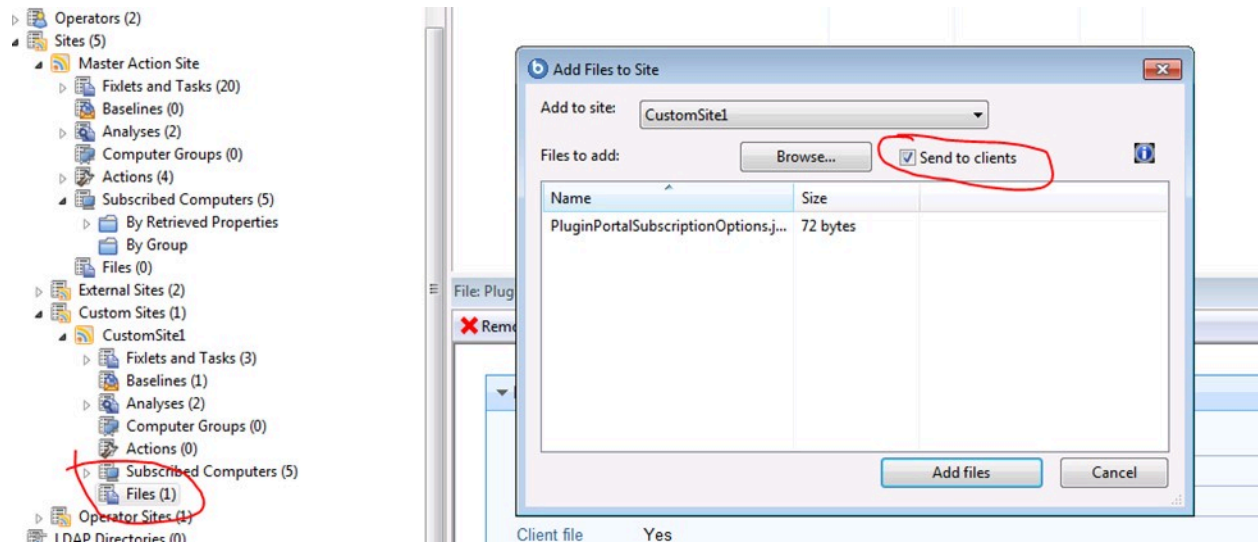 Operators (2)
Sites (5)
Master Action Site
Fixlets and Tasks (20)
Baselines (0)
Analyses (2)
Computer Groups (0)
Actions (4)
Subscribed Computers (5)
By Retrieved Properties
By Group
Files (0)
External Sites (2)
Custom Sites (1)
CustomSite1
Fixlets and Tasks (3)
Baselines (1)
Analyses (2)
Computer Groups (0)
Actions (0)
Subscribed Computers (5)
Files (1)
Operator Sites (1)
LDAP Directories (0)
Add Files to Site
Add to site: CustomSite1
Files to add: Browse... Send to clients
Name Size
PluginPortalSubscriptionOptions.j... 72 bytes
Add files Cancel
File: Plug
Remo
Client file Yes